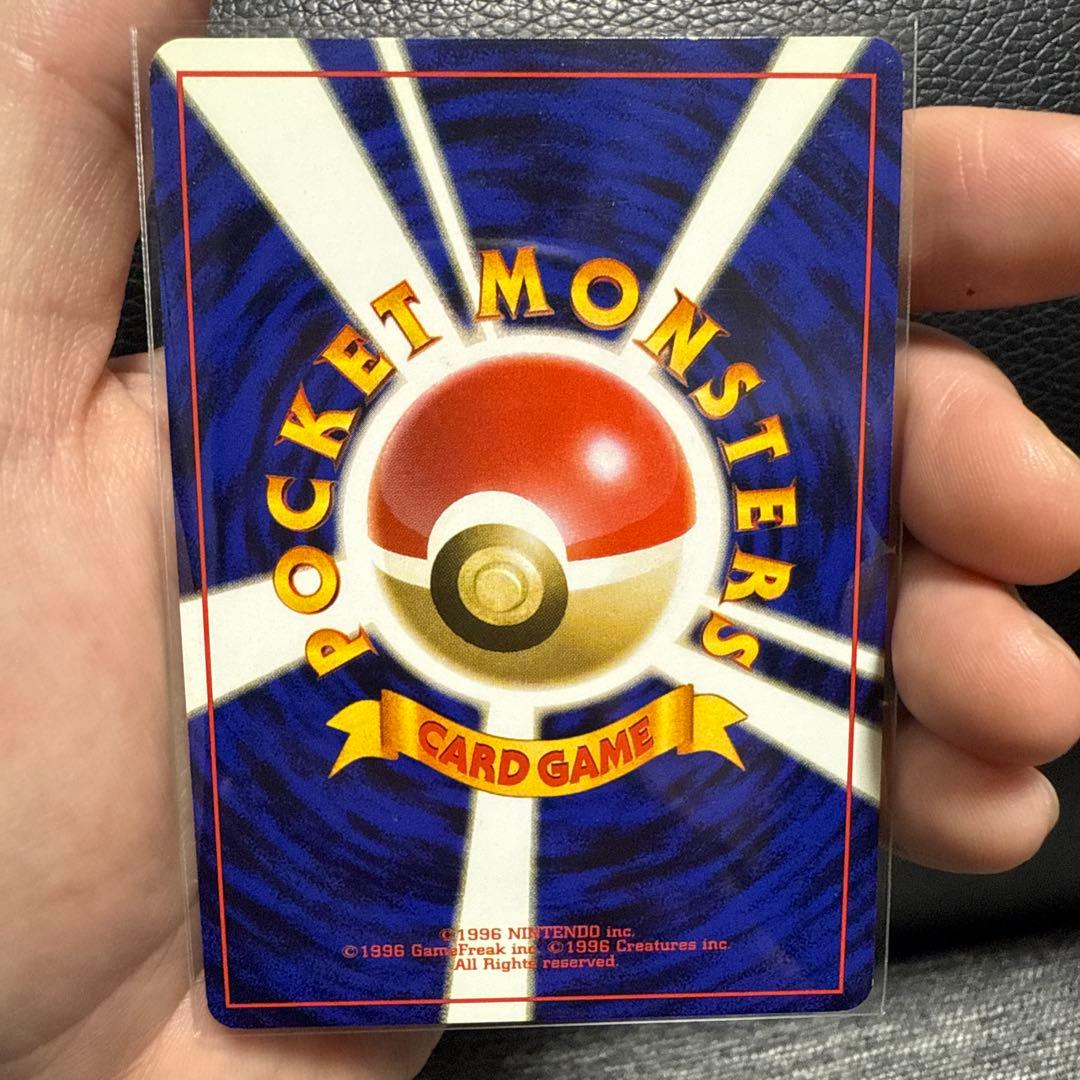 POCKET MONSTERS
CARD GAME
©1996 NINTENDO inc.
©1996 GameFreak inc. ©1996 Creatures inc.
All Rights reserved.